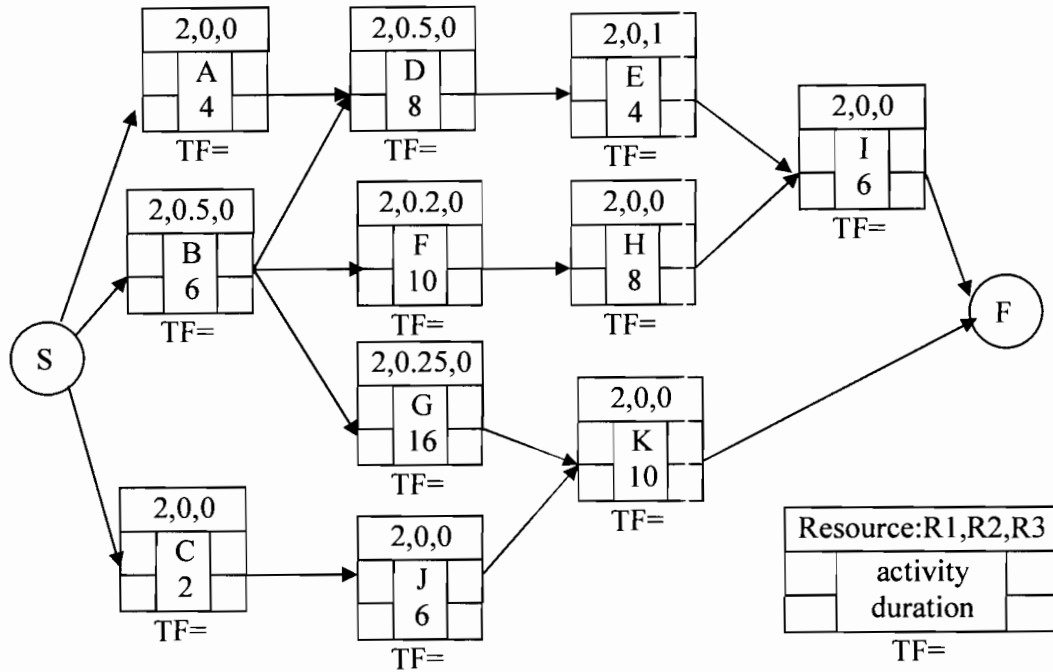 2,0,0
A
4
TF=
2,0.5,0
D
8
TF=
2,0,1
E
4
TF=
2,0,0
I
6
TF=
2,0.5,0
B
6
TF=
2,0.2,0
F
10
TF=
2,0,0
H
8
TF=
S
F
2,0.25,0
G
16
TF=
2,0,0
K
10
TF=
2,0,0
C
2
TF=
2,0,0
J
6
TF=
Resource:R1,R2,R3
activity
duration
TF=